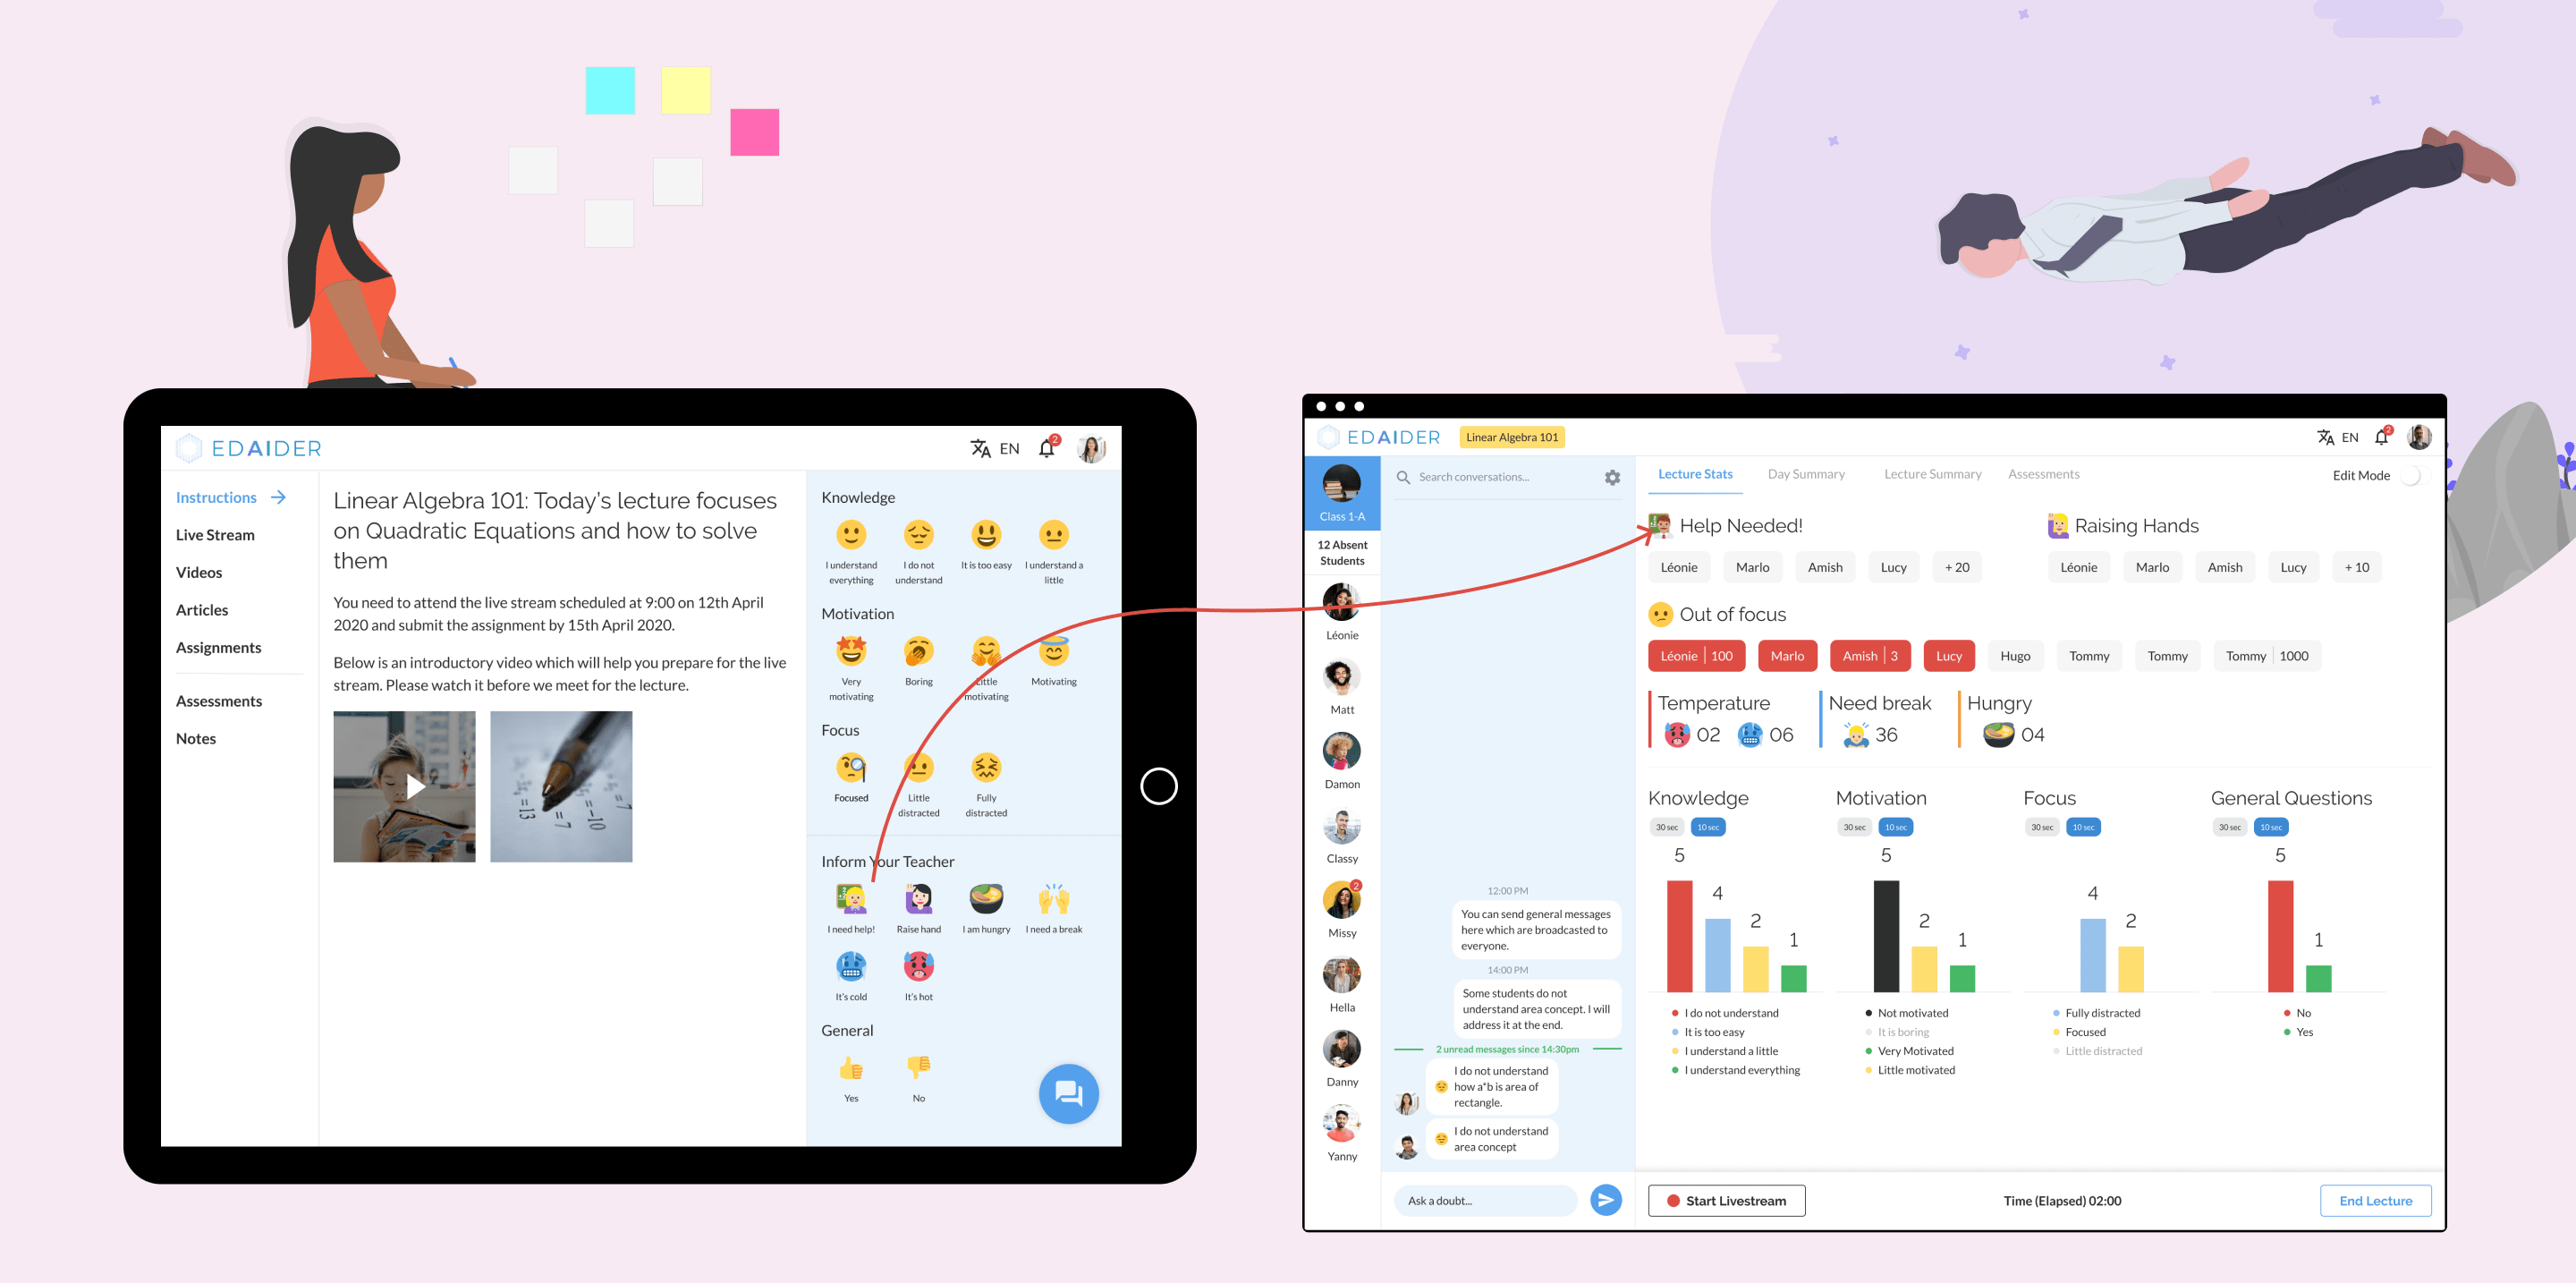 EDAIDER
EN
2
Instructions
Live Stream
Videos
Articles
Assignments
Assessments
Notes
Linear Algebra 101: Today's lecture focuses
on Quadratic Equations and how to solve
them
You need to attend the live stream scheduled at 9:00 on 12th April
2020 and submit the assignment by 15th April 2020.
Below is an introductory video which will help you prepare for the live
stream. Please watch it before we meet for the lecture.
Knowledge
I understand everything
I do not understand
It is too easy
I understand a little
Motivation
Very motivating
Boring
Little motivating
Motivating
Focus
Focused
Little distracted
Fully distracted
Inform Your Teacher
I need help!
Raise hand
I am hungry
I need a break
It's cold
It's hot
General
Yes
No
EDAIDER
Linear Algebra 101
EN
2
Class 1-A
12 Absent
Students
Léonie
Matt
Damon
Classy
2
Missy
Hella
Danny
Yanny
Search conversations...
12:00 PM
You can send general messages
here which are broadcasted to
everyone.
14:00 PM
Some students do not
understand area concept. I will
address it at the end.
2 unread messages since 14:30pm
I do not understand
how a*b is area of
rectangle.
I do not understand
area concept
Ask a doubt...
Lecture Stats
Day Summary
Lecture Summary
Assessments
Edit Mode
Help Needed!
Léonie Marlo Amish Lucy + 20
Raising Hands
Léonie Marlo Amish Lucy + 10
Out of focus
Léonie | 100 Marlo Amish | 3 Lucy Hugo Tommy Tommy Tommy | 1000
Temperature
02 06
Need break
36
Hungry
04
Knowledge
30 sec 10 sec
5 4 2 1
I do not understand
It is too easy
I understand a little
I understand everything
Motivation
30 sec 10 sec
5 2 1
Not motivated
It is boring
Very Motivated
Little motivated
Focus
30 sec 10 sec
4 2
Fully distracted
Focused
Little distracted
General Questions
30 sec 10 sec
5 1
No
Yes
Start Livestream
Time (Elapsed) 02:00
End Lecture